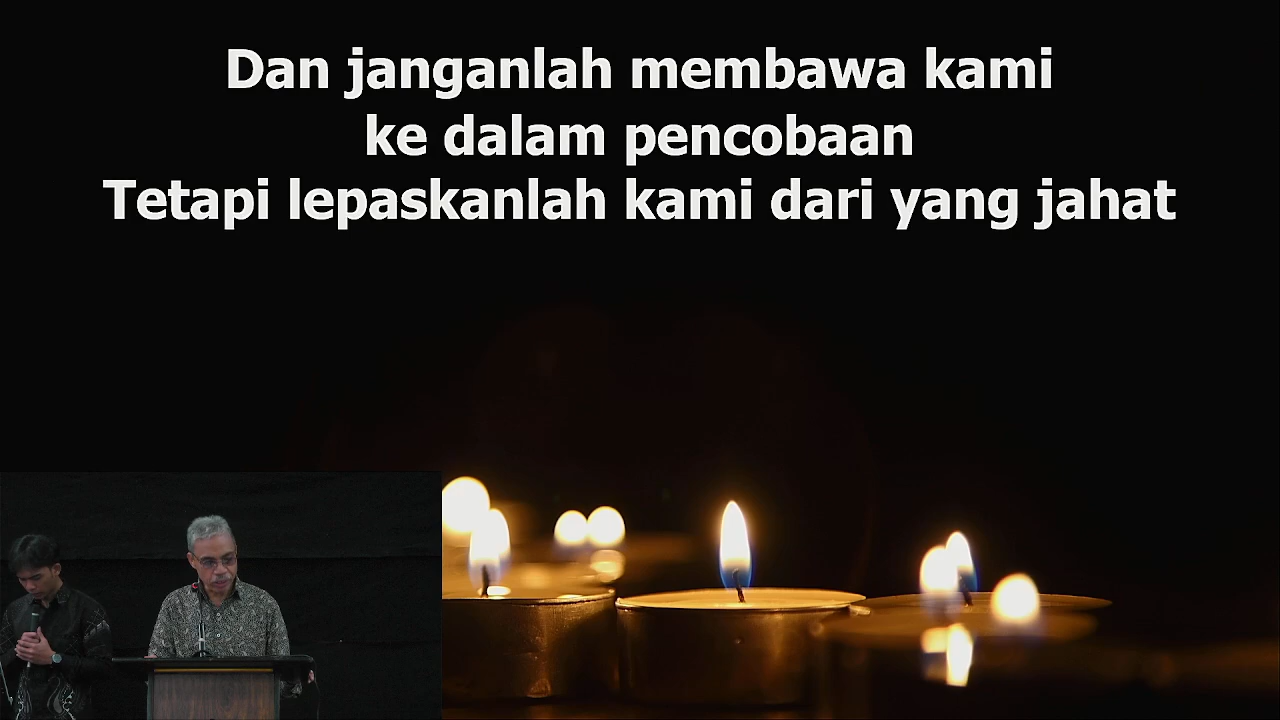 Dan janganlah membawa kami
ke dalam pencobaan
Tetapi lepaskanlah kami dari yang jahat